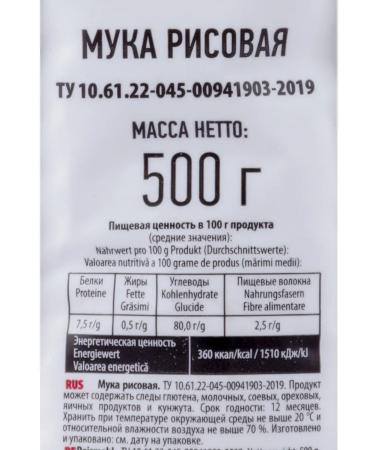 МУКА РИСОВАЯ
ТУ 10.61.22-045-00941903-2019
МАССА НЕТТО:
500 г
Пищевая ценность в 100 г продукта
(средние значения):
Nährwert pro 100 g Produkt (Durchschnittswerte):
Valoarea nutritivă a 100 grame de produs (mărimi medii):
Белки Жиры Углеводы Пищевые волокна
Proteine Fette Kohlenhydrate Nahrungsfasern
Grăsimi Glucide Fibre alimentare
7,5 г/g 0,5 г/g 80,0 г/g 2,5 г/g
Энергетическая ценность
Energiewert 360 ккал/kcal / 1510 кДж/kJ
Valoarea energetică
RUS Мука рисовая. ТУ 10.61.22-045-00941903-2019. Продукт
может содержать следы глютена, молочных, соевых, ореховых,
яичных продуктов и кунжута. Срок годности: 12 месяцев.
Хранить при температуре окружающей среды не выше 20 °С и
относительной влажности воздуха не выше 70 %. Изготовлено
и упаковано: см. дату на упаковке.